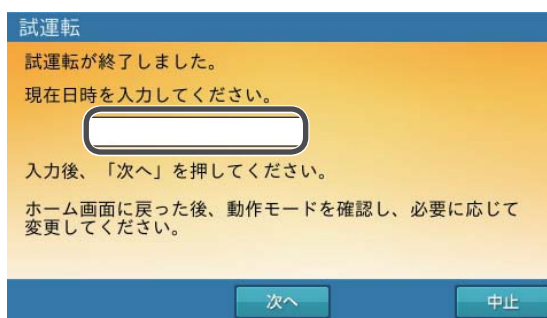 試運転
試運転が終了しました。
現在日時を入力してください。
入力後、「次へ」を押してください。
ホーム画面に戻った後、動作モードを確認し、必要に応じて
変更してください。
次へ
中止